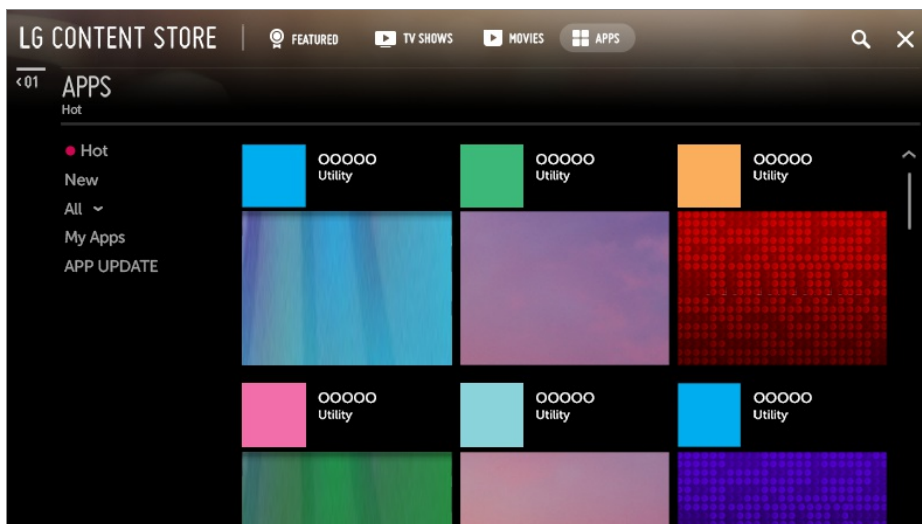 LG CONTENT STORE
FEATURED
TV SHOWS
MOVIES
APPS
<01
APPS
Hot
Hot
New
All
My Apps
APP UPDATE
OOOOO
Utility
OOOOO
Utility
OOOOO
Utility
OOOOO
Utility
OOOOO
Utility
OOOOO
Utility